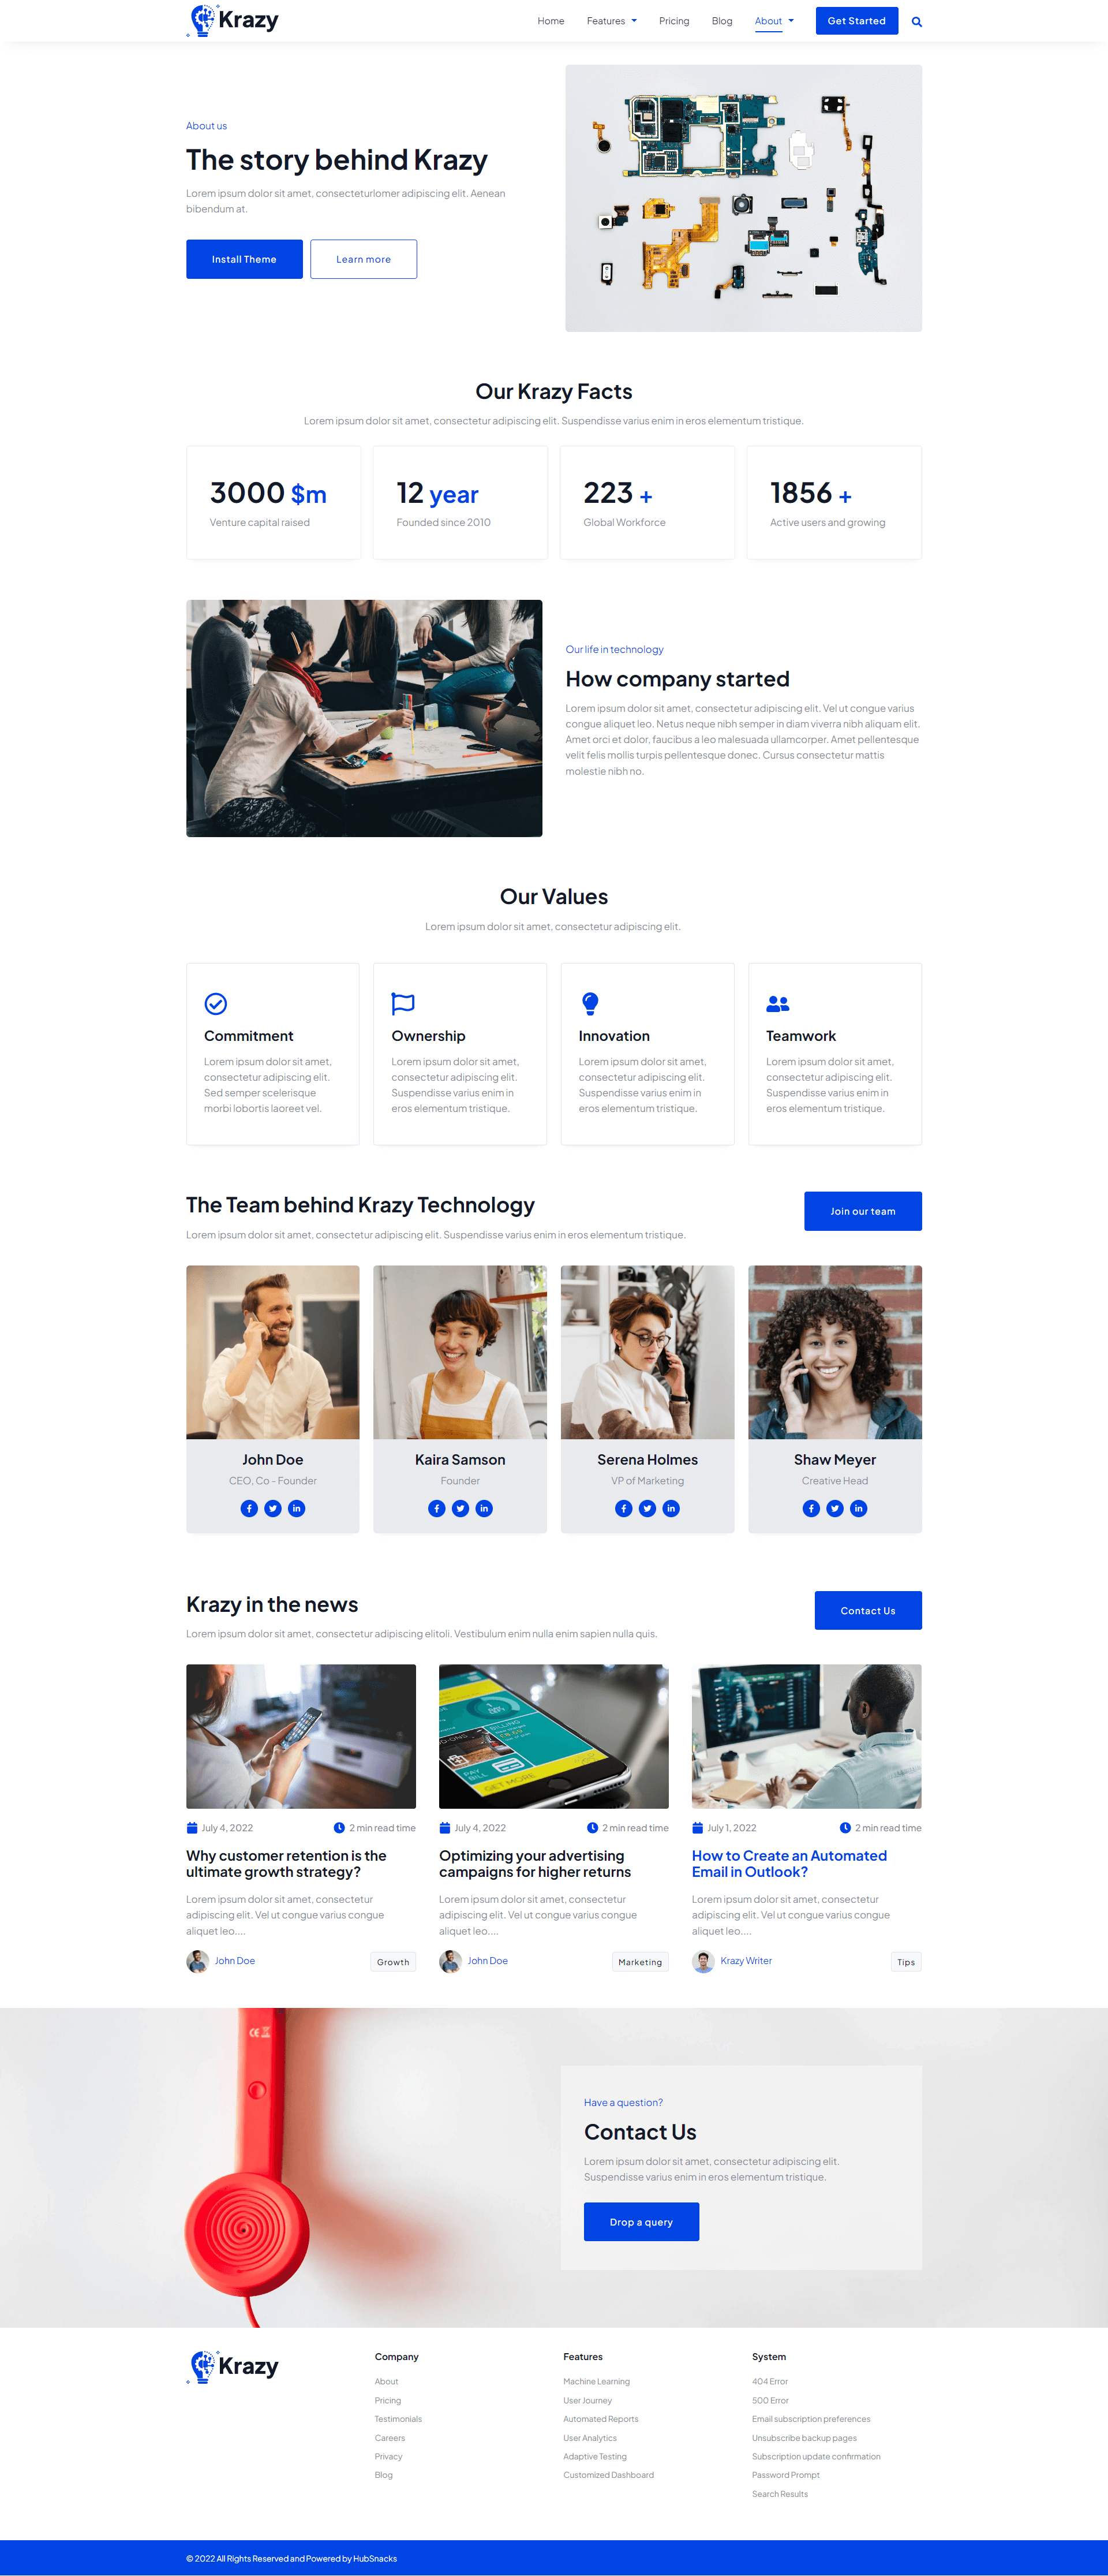 Krazy
Home Features Pricing Blog About Get Started
About us
The story behind Krazy
Lorem ipsum dolor sit amet, consecteturlomer adipiscing elit. Aenean
bibendum at.
Install Theme Learn more
Our Krazy Facts
Lorem ipsum dolor sit amet, consectetur adipiscing elit. Suspendisse varius enim in eros elementum tristique.
3000 $m
Venture capital raised
12 year
Founded since 2010
223 +
Global Workforce
1856 +
Active users and growing
Our life in technology
How company started
Lorem ipsum dolor sit amet, consectetur adipiscing elit. Vel ut congue varius
congue aliquet leo. Netus neque nibh semper in diam viverra nibh aliquam elit.
Amet orci et dolor, faucibus a leo malesuada ullamcorper. Amet pellentesque
velit felis mollis turpis pellentesque donec. Cursus consectetur mattis
molestie nibh no.
Our Values
Lorem ipsum dolor sit amet, consectetur adipiscing elit.
Commitment
Lorem ipsum dolor sit amet,
consectetur adipiscing elit.
Sed semper scelerisque
morbi lobortis laoreet vel.
Ownership
Lorem ipsum dolor sit amet,
consectetur adipiscing elit.
Suspendisse varius enim in
eros elementum tristique.
Innovation
Lorem ipsum dolor sit amet,
consectetur adipiscing elit.
Suspendisse varius enim in
eros elementum tristique.
Teamwork
Lorem ipsum dolor sit amet,
consectetur adipiscing elit.
Suspendisse varius enim in
eros elementum tristique.
The Team behind Krazy Technology
Lorem ipsum dolor sit amet, consectetur adipiscing elit. Suspendisse varius enim in eros elementum tristique.
Join our team
John Doe
CEO, Co - Founder
Kaira Samson
Founder
Serena Holmes
VP of Marketing
Shaw Meyer
Creative Head
Krazy in the news
Lorem ipsum dolor sit amet, consectetur adipiscing elitoli. Vestibulum enim nulla enim sapien nulla quis.
Contact Us
BILLING
PAY
BILL
GET MORE
July 4, 2022 2 min read time
Why customer retention is the
ultimate growth strategy?
Lorem ipsum dolor sit amet, consectetur
adipiscing elit. Vel ut congue varius congue
aliquet leo....
John Doe Growth
July 4, 2022 2 min read time
Optimizing your advertising
campaigns for higher returns
Lorem ipsum dolor sit amet, consectetur
adipiscing elit. Vel ut congue varius congue
aliquet leo....
John Doe Marketing
July 1, 2022 2 min read time
How to Create an Automated
Email in Outlook?
Lorem ipsum dolor sit amet, consectetur
adipiscing elit. Vel ut congue varius congue
aliquet leo....
Krazy Writer Tips
CE
Have a question?
Contact Us
Lorem ipsum dolor sit amet, consectetur adipiscing elit.
Suspendisse varius enim in eros elementum tristique.
Drop a query
Krazy
Company
About
Pricing
Testimonials
Careers
Privacy
Blog
Features
Machine Learning
User Journey
Automated Reports
User Analytics
Adaptive Testing
Customized Dashboard
System
404 Error
500 Error
Email subscription preferences
Unsubscribe backup pages
Subscription update confirmation
Password Prompt
Search Results
© 2022 All Rights Reserved and Powered by HubSnacks